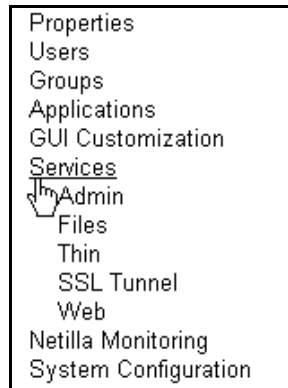 Properties
Users
Groups
Applications
GUI Customization
Services
Admin
Files
Thin
SSL Tunnel
Web
Netilla Monitoring
System Configuration